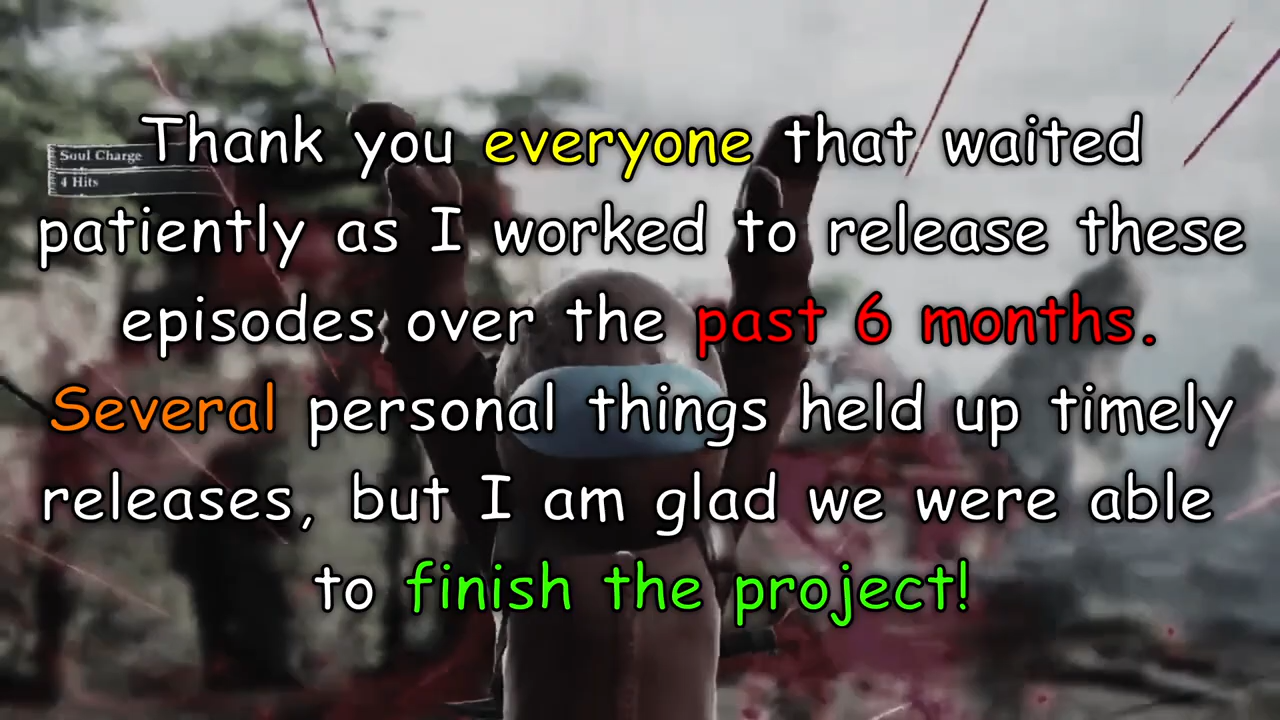 Soul Charge
4 Hits
Thank you everyone that waited
patiently as I worked to release these
episodes over the past 6 months.
Several personal things held up timely
releases, but I am glad we were able
to finish the project!